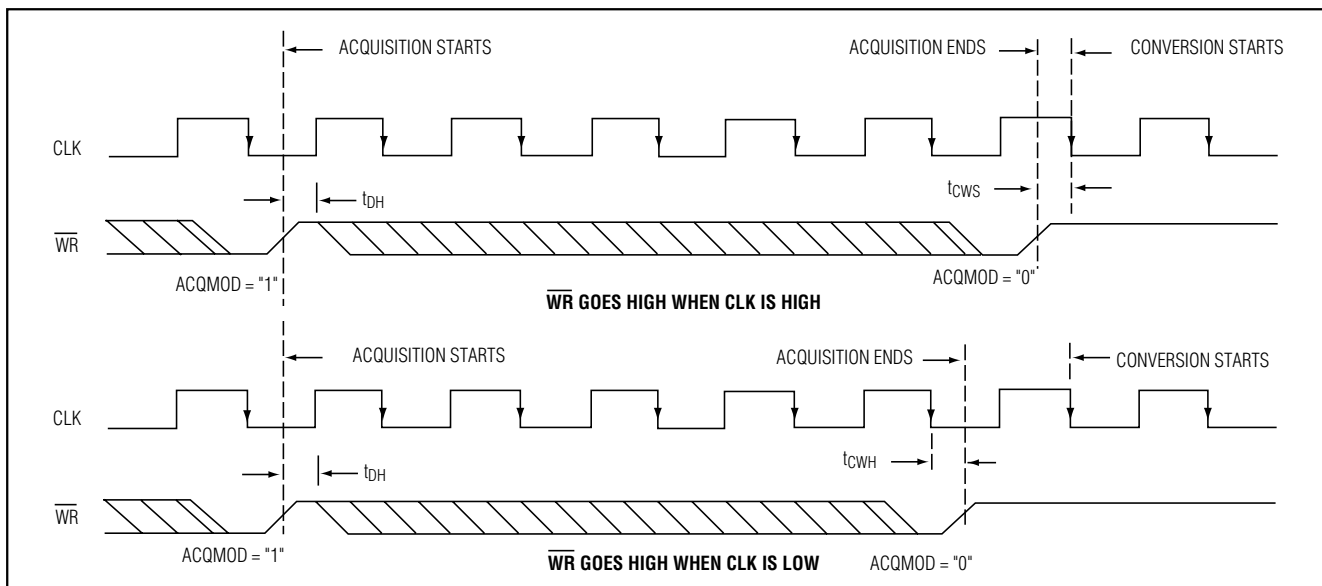 ACQUISITION STARTS
ACQUISITION ENDS
CONVERSION STARTS
CLK
tCWS
tDH
WR
ACQMOD = "1"
ACQMOD = "0"
WR GOES HIGH WHEN CLK IS HIGH
ACQUISITION STARTS
ACQUISITION ENDS
CONVERSION STARTS
CLK
tCWH
tDH
WR
ACQMOD = "1"
WR GOES HIGH WHEN CLK IS LOW
ACQMOD = "0"